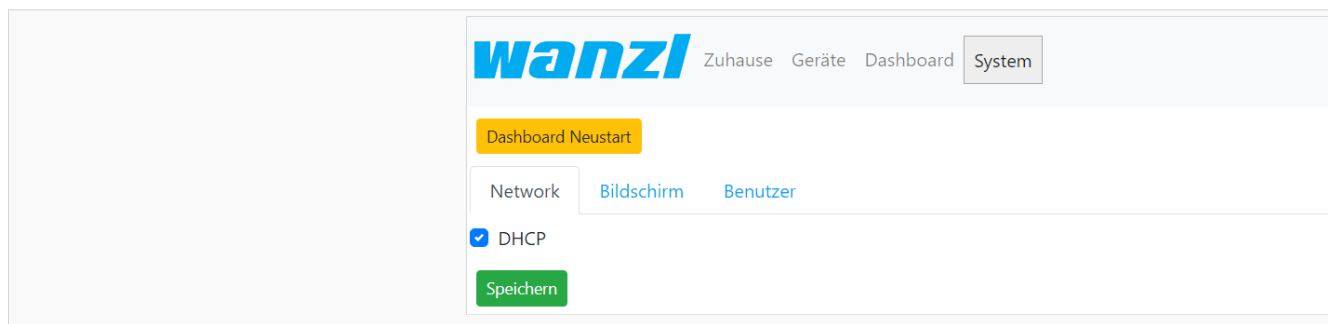 wanzl Zuhause Geräte Dashboard System
Dashboard Neustart
Network Bildschirm Benutzer
DHCP
Speichern